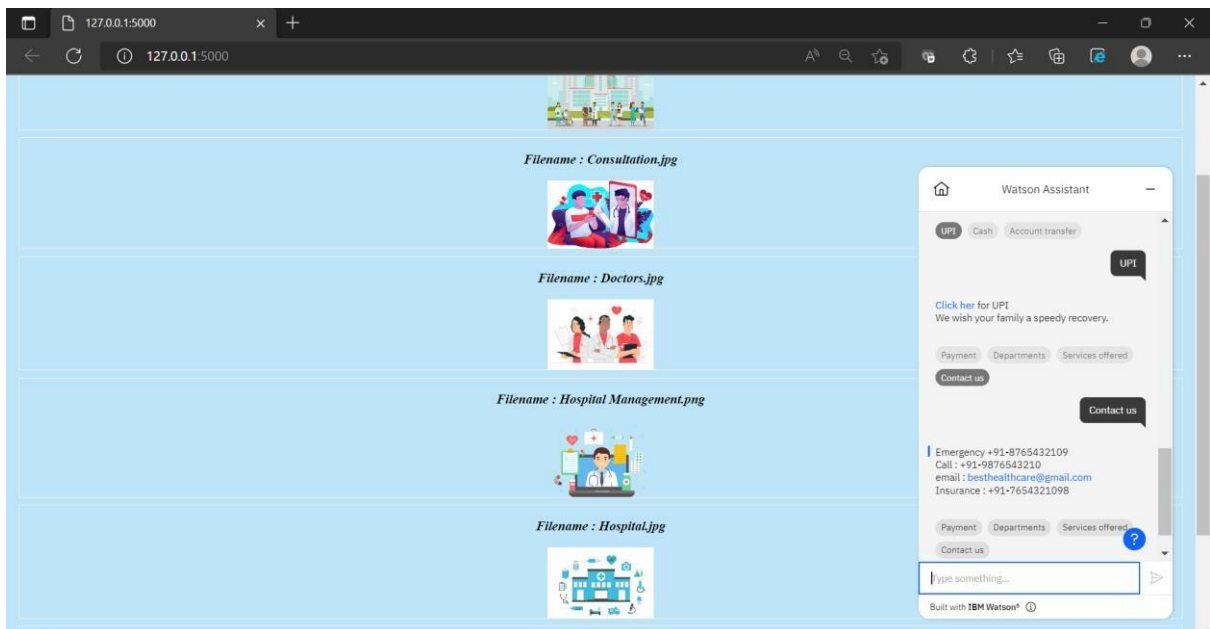 127.0.0.1:5000
127.0.0.1:5000
Filename : Consultation.jpg
Filename : Doctors.jpg
Filename : Hospital Management.png
Filename : Hospital.jpg
Watson Assistant
UPI Cash Account transfer
UPI
Click her for UPI
We wish your family a speedy recovery.
Payment Departments Services offered
Contact us
Contact us
Emergency +91-8765432109
Call : +91-9876543210
email : besthealthcare@gmail.com
Insurance : +91-7654321098
Payment Departments Services offered
Contact us
?
Type something...
Built with IBM Watson®